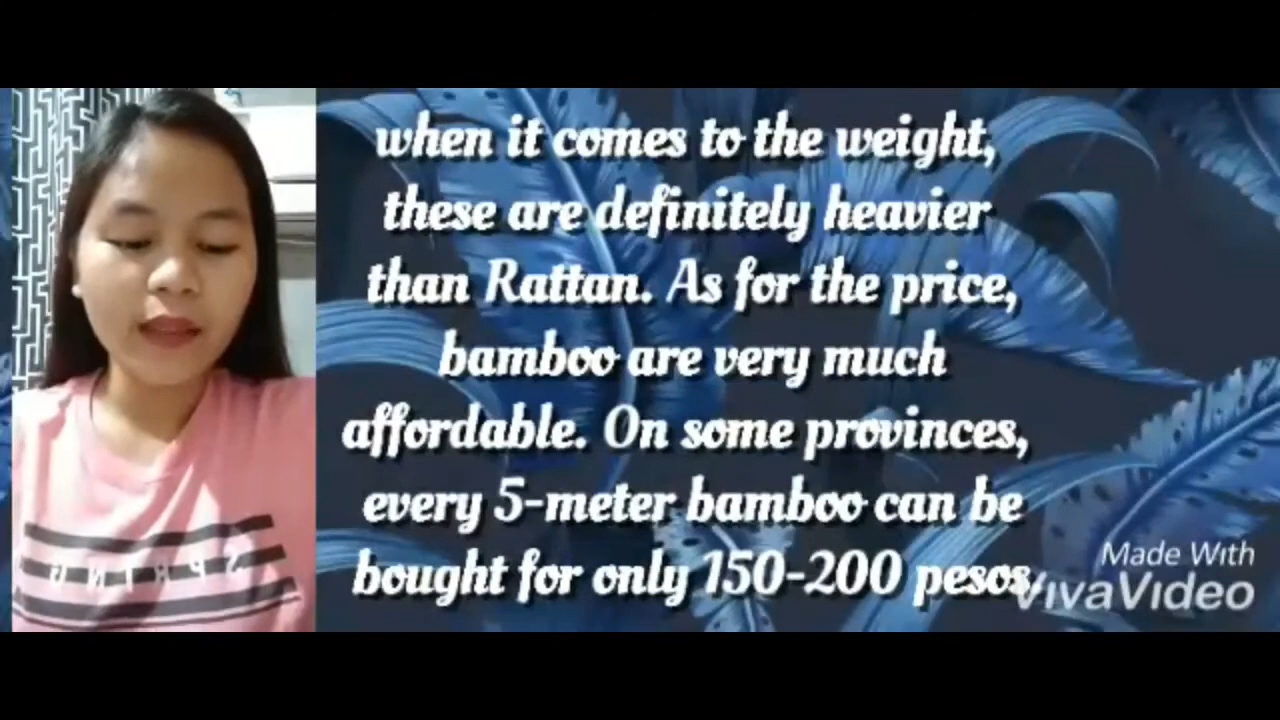 when it comes to the weight,
these are definitely heavier
than Rattan. As for the price,
bamboo are very much
affordable. On some provinces,
every 5-meter bamboo can be
bought for only 150-200 pesos.
Made With
VivaVideo